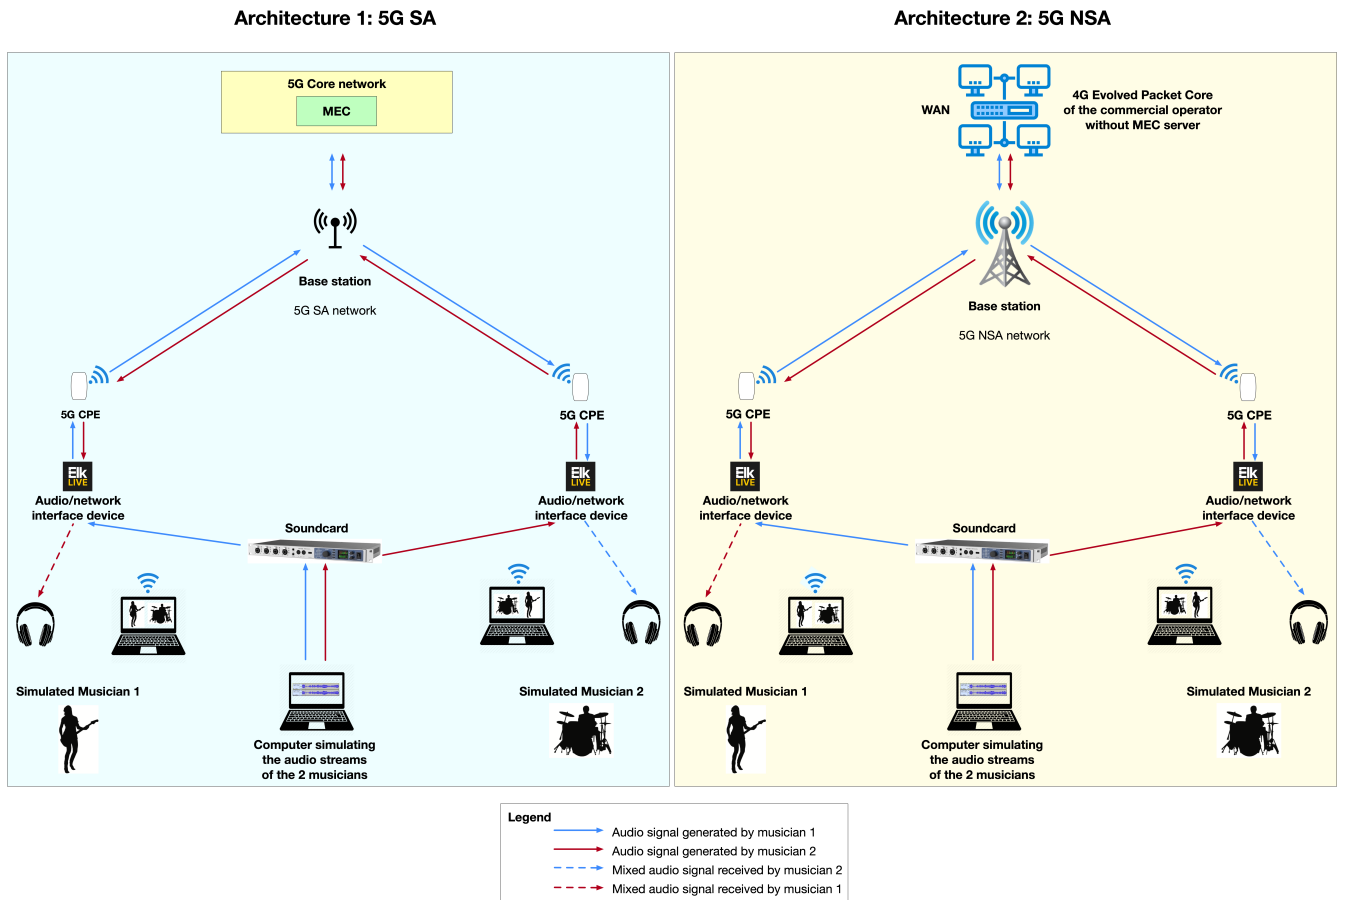 Architecture 1: 5G SA
5G Core network
MEC
Base station
5G SA network
5G CPE
5G CPE
Elk
LIVE
Audio/network
interface device
Elk
LIVE
Audio/network
interface device
Soundcard
Simulated Musician 1
Simulated Musician 2
Computer simulating
the audio streams
of the 2 musicians
Architecture 2: 5G NSA
WAN
4G Evolved Packet Core
of the commercial operator
without MEC server
Base station
5G NSA network
5G CPE
5G CPE
Elk
LIVE
Audio/network
interface device
Elk
LIVE
Audio/network
interface device
Soundcard
Simulated Musician 1
Simulated Musician 2
Computer simulating
the audio streams
of the 2 musicians
Legend
Audio signal generated by musician 1
Audio signal generated by musician 2
Mixed audio signal received by musician 2
Mixed audio signal received by musician 1